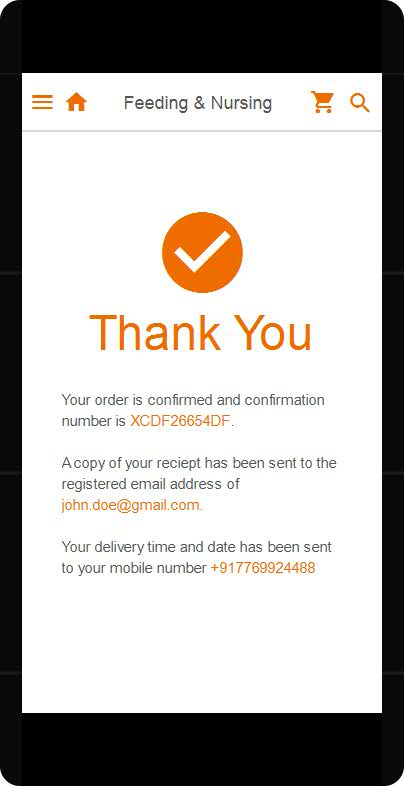 Feeding & Nursing
Thank You
Your order is confirmed and confirmation
number is XCDF26654DF.
A copy of your reciept has been sent to the
registered email address of
john.doe@gmail.com.
Your delivery time and date has been sent
to your mobile number +917769924488